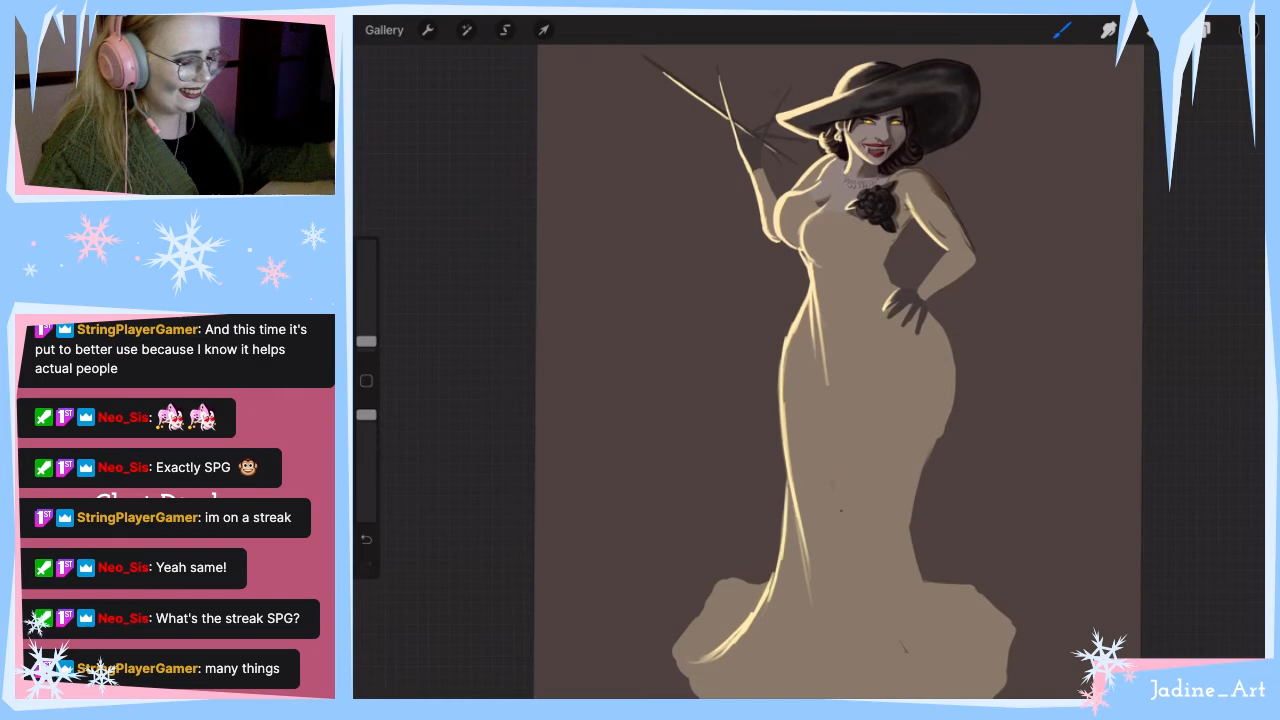 Gallery
StringPlayerGamer: And this time it's
put to better use because I know it helps
actual people
Neo_Sis:
Neo_Sis: Exactly SPG
StringPlayerGamer: im on a streak
Neo_Sis: Yeah same!
Neo_Sis: What's the streak SPG?
StringPlayerGamer: many things
Jadine_Art